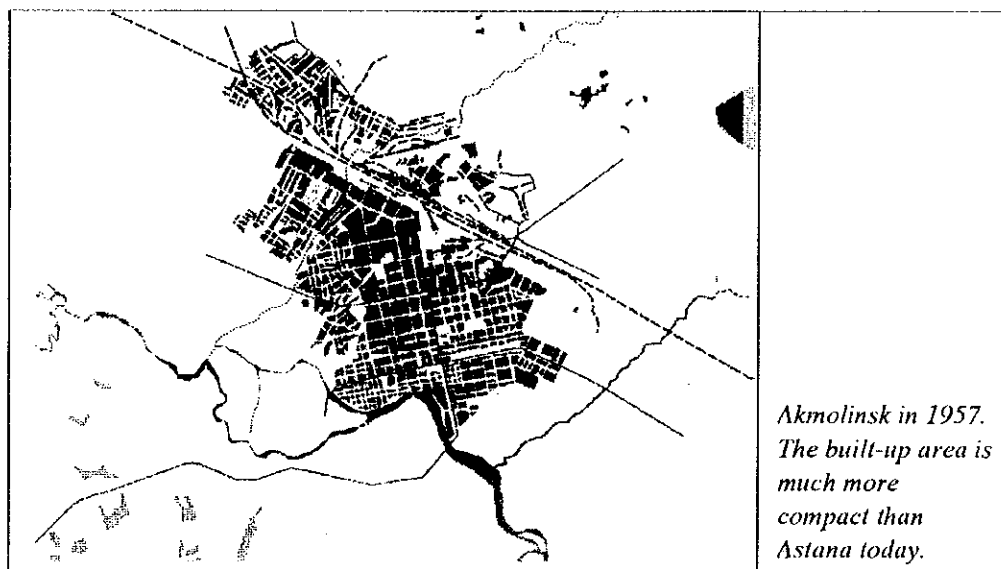 Akmolinsk in 1957.
The built-up area is
much more
compact than
Astana today.